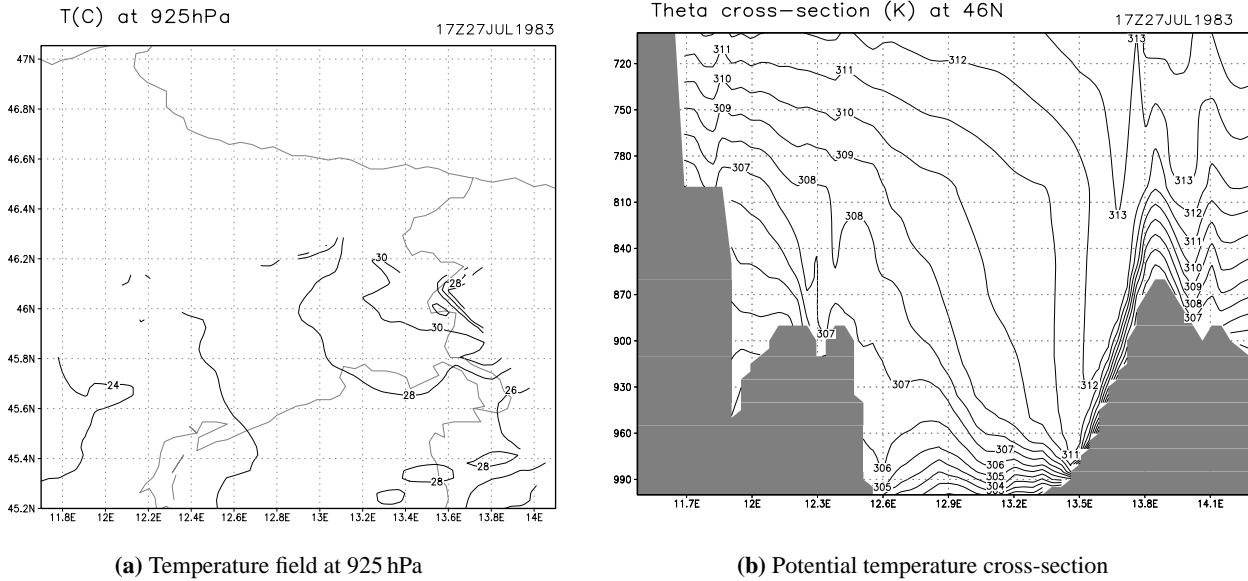 T(C) at 925hPa
17Z27JUL1983
47N
46.8N
46.6N
46.4N
46.2N
46N
45.8N
45.6N
45.4N
45.2N
30
28
30
24
28
26
28
28
11.8E 12E 12.2E 12.4E 12.6E 12.8E 13E 13.2E 13.4E 13.6E 13.8E 14E
(a) Temperature field at 925 hPa
Theta cross-section (K) at 46N
17Z27JUL1983
720
750
780
810
840
870
900
930
960
990
313
311
312
311
310
310
309
309
307
308
313
308
313
312
311
310
309
308
307
307
307
312
307
311
306
306
305
305
304
303
11.7E 12E 12.3E 12.6E 12.9E 13.2E 13.5E 13.8E 14.1E
(b) Potential temperature cross-section